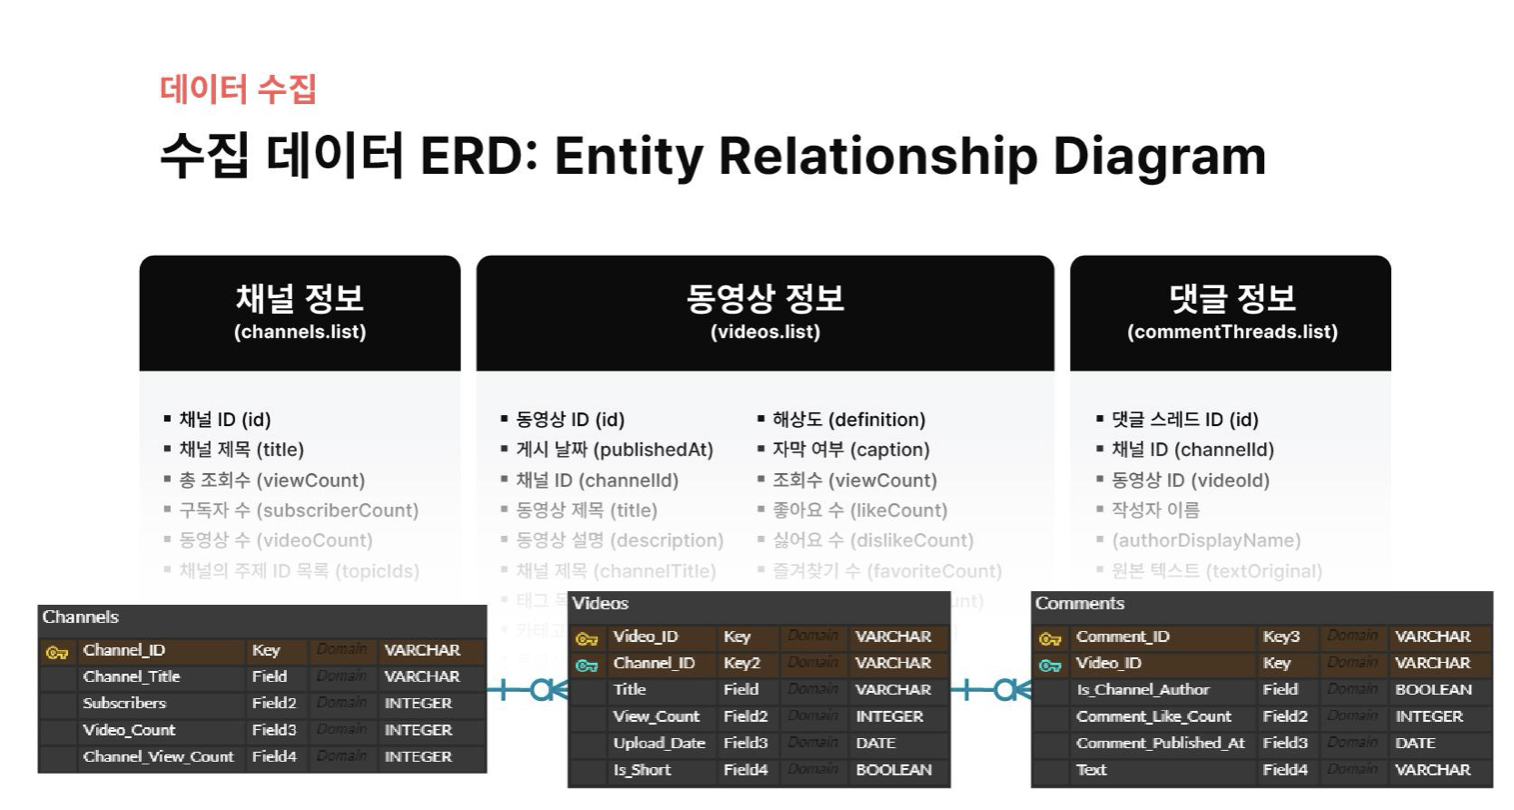 데이터 수집
수집 데이터 ERD: Entity Relationship Diagram
채널 정보
(channels.list)
▪ 채널 ID (id)
▪ 채널 제목 (title)
▪ 총 조회수 (viewCount)
▪ 구독자 수 (subscriberCount)
▪ 동영상 수 (videoCount)
▪ 채널의 주제 ID 목록 (topicIds)
동영상 정보
(videos.list)
▪ 동영상 ID (id)
▪ 게시 날짜 (publishedAt)
▪ 채널 ID (channelId)
▪ 동영상 제목 (title)
▪ 동영상 설명 (description)
▪ 채널 제목 (channelTitle)
▪ 태그
▪ 해상도 (definition)
▪ 자막 여부 (caption)
▪ 조회수 (viewCount)
▪ 좋아요 수 (likeCount)
▪ 싫어요 수 (dislikeCount)
▪ 즐겨찾기 수 (favoriteCount)
댓글 정보
(commentThreads.list)
▪ 댓글 스레드 ID (id)
▪ 채널 ID (channelId)
▪ 동영상 ID (videoId)
▪ 작성자 이름
▪ (authorDisplayName)
▪ 원본 텍스트 (textOriginal)
Channels
Channel_ID Key Domain VARCHAR
Channel_Title Field Domain VARCHAR
Subscribers Field2 Domain INTEGER
Video_Count Field3 Domain INTEGER
Channel_View_Count Field4 Domain INTEGER
Videos
Video_ID Key Domain VARCHAR
Channel_ID Key2 Domain VARCHAR
Title Field Domain VARCHAR
View_Count Field2 Domain INTEGER
Upload_Date Field3 Domain DATE
Is_Short Field4 Domain BOOLEAN
Comments
Comment_ID Key3 Domain VARCHAR
Video_ID Key Domain VARCHAR
Is_Channel_Author Field Domain BOOLEAN
Comment_Like_Count Field2 Domain INTEGER
Comment_Published_At Field3 Domain DATE
Text Field4 Domain VARCHAR